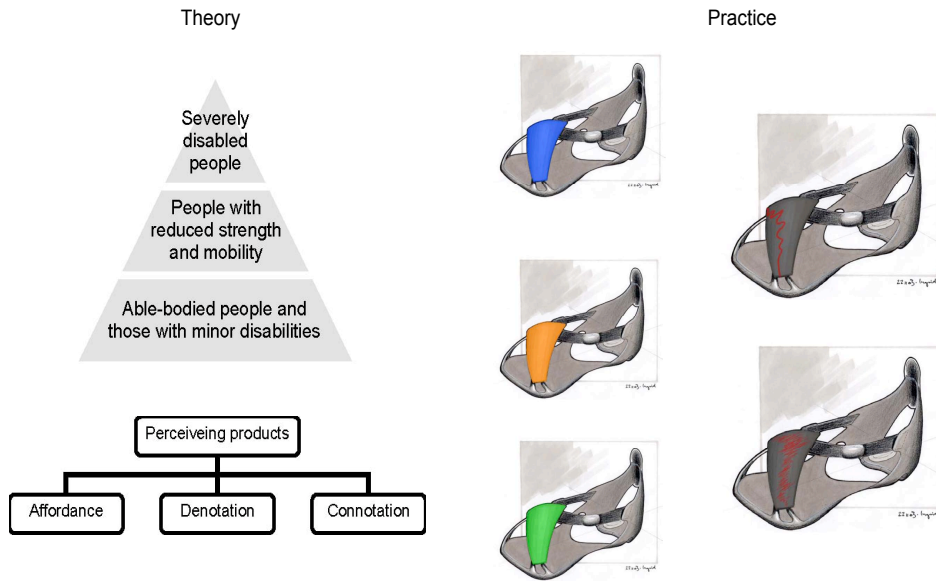 Theory
Severely
disabled
people
People with
reduced strength
and mobility
Able-bodied people and
those with minor disabilities
Perceiveing products
Affordance
Denotation
Connotation
Practice